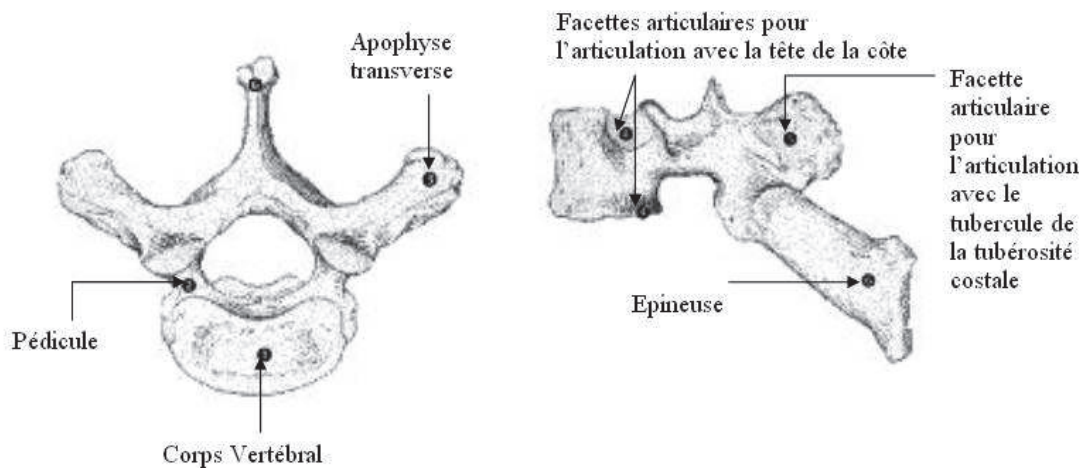 Apophyse
transverse
Pédicule
Corps Vertébral
Facettes articulaires pour
l'articulation avec la tête de la côte
Facette
articulaire
pour
l'articulation
avec le
tubercule de
la tubérosité
costale
Epineuse